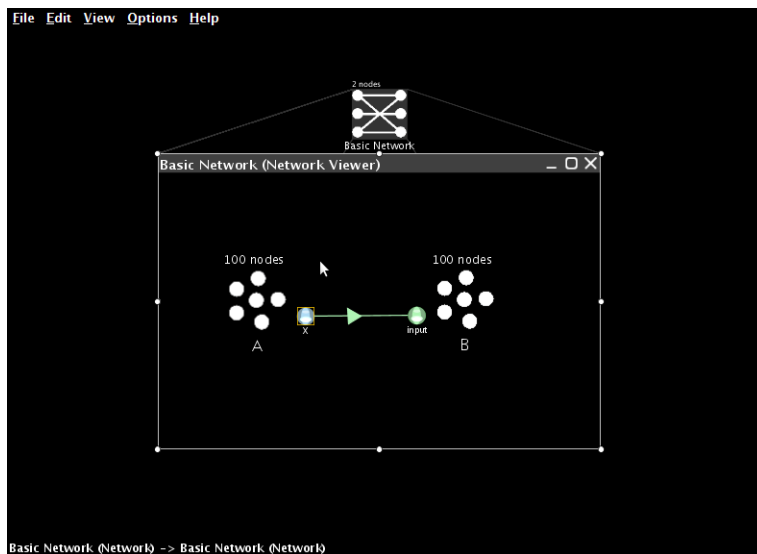 File Edit View Options Help
2 nodes
Basic Network
Basic Network (Network Viewer)
100 nodes
100 nodes
X
input
A
B
Basic Network (Network) -> Basic Network (Network)